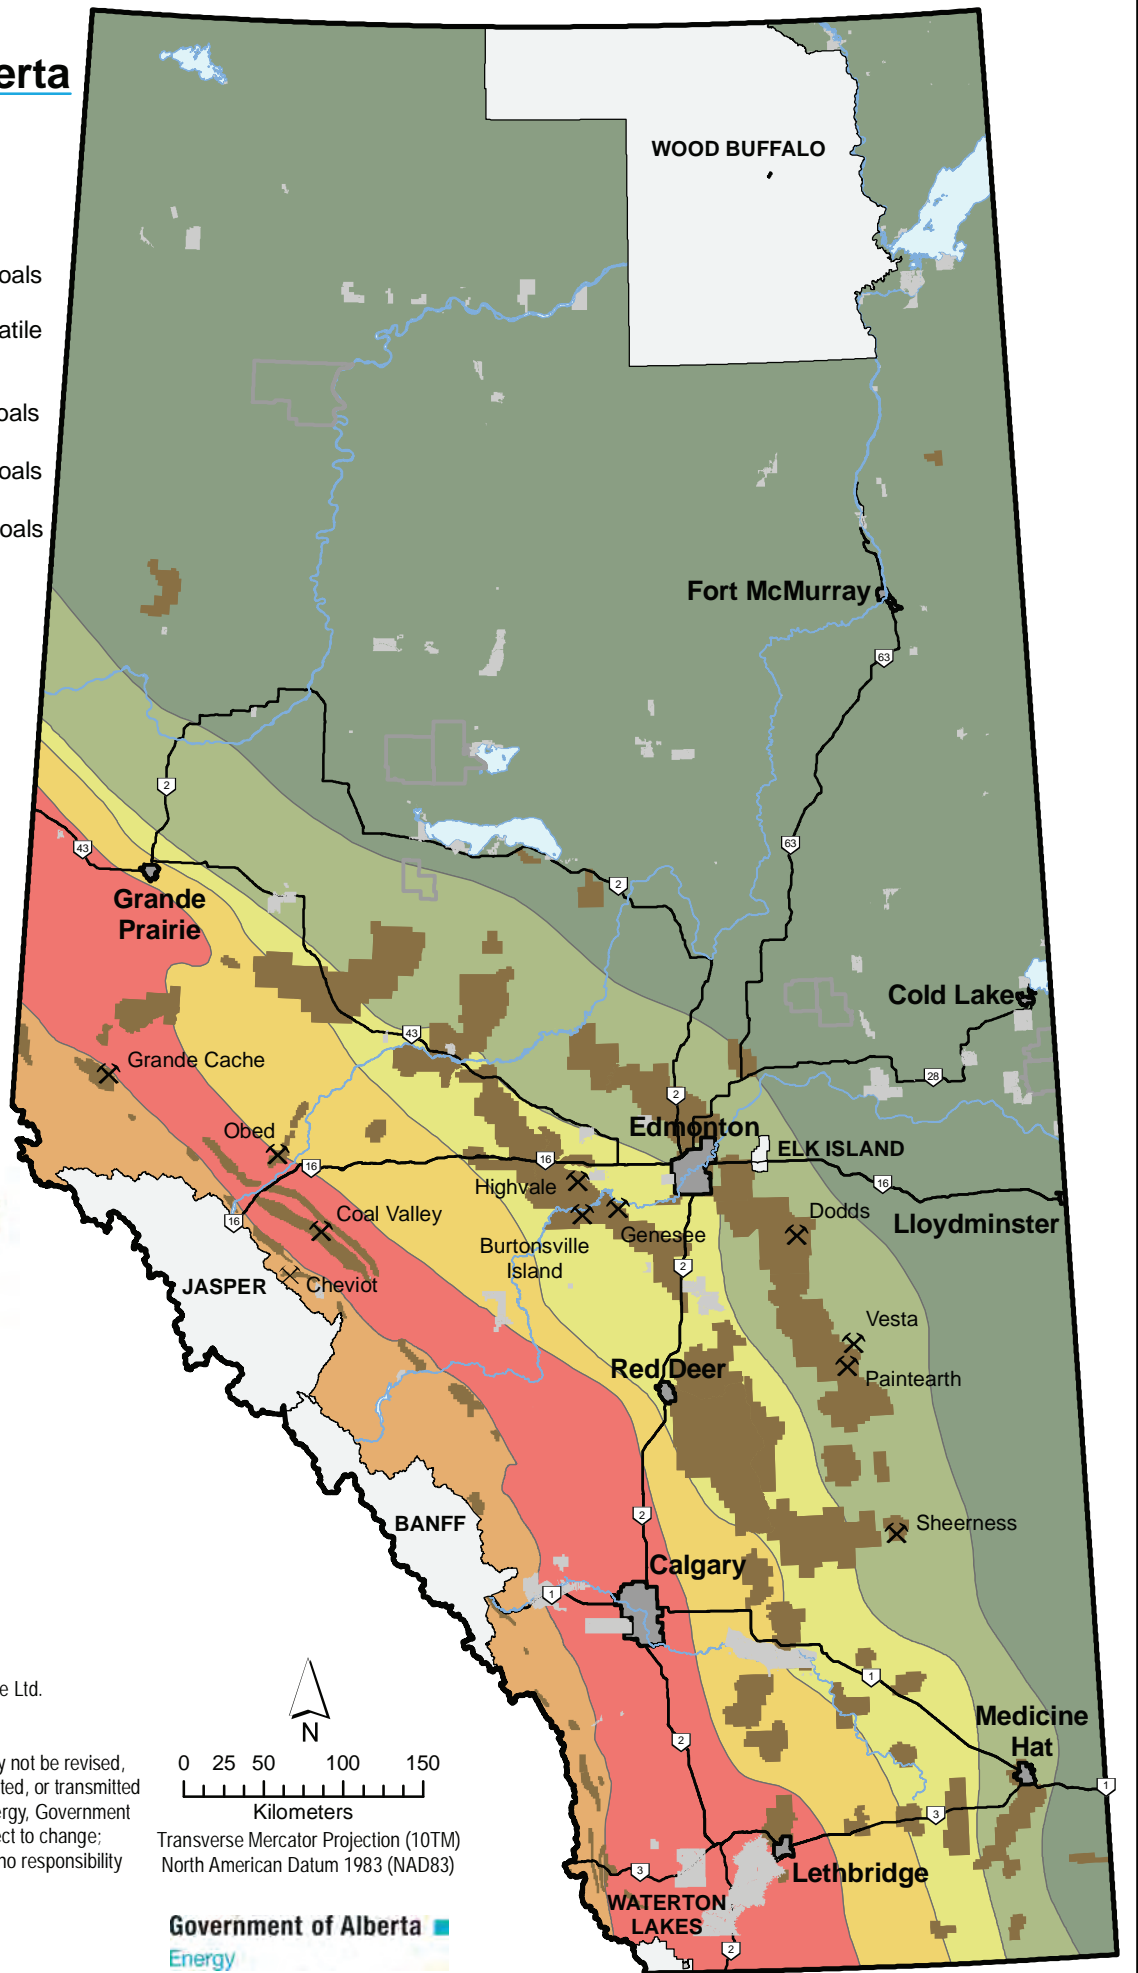 erta
WOOD BUFFALO
oals
atile
oals
oals
oals
Fort McMurray
63
2
63
43
2
Grande
Prairie
Cold Lake
43
Grande Cache
28
2
Obed
Edmonton
ELK ISLAND
16
16
16
Highvale
Coal Valley
Dodds
16
Lloydminster
Burtonsville
Island
Genesee
2
JASPER
Cheviot
Vesta
Red Deer
Paintearth
2
BANFF
Sheerness
Calgary
1
1
e Ltd.
N
Medicine
Hat
2
y not be revised,
ted, or transmitted
ergy, Government
ect to change;
no responsibility
0 25 50 100 150
Kilometers
1
3
Transverse Mercator Projection (10TM)
North American Datum 1983 (NAD83)
3
Lethbridge
WATERTON
LAKES
2
Government of Alberta
Energy